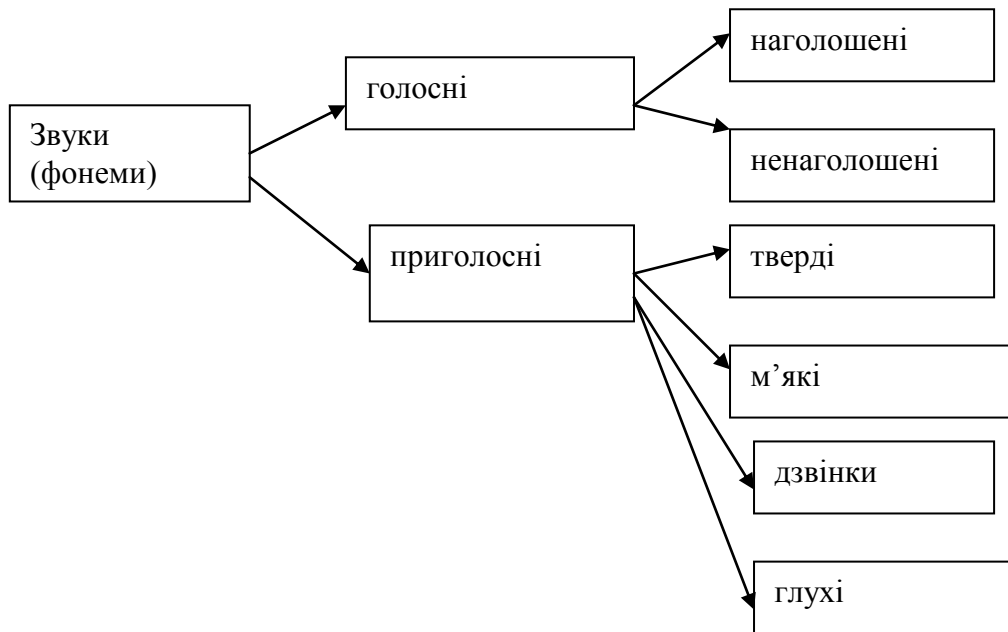 Звуки
(фонеми)
голосні
наголошені
ненаголошені
приголосні
тверді
м’які
дзвінки
глухі